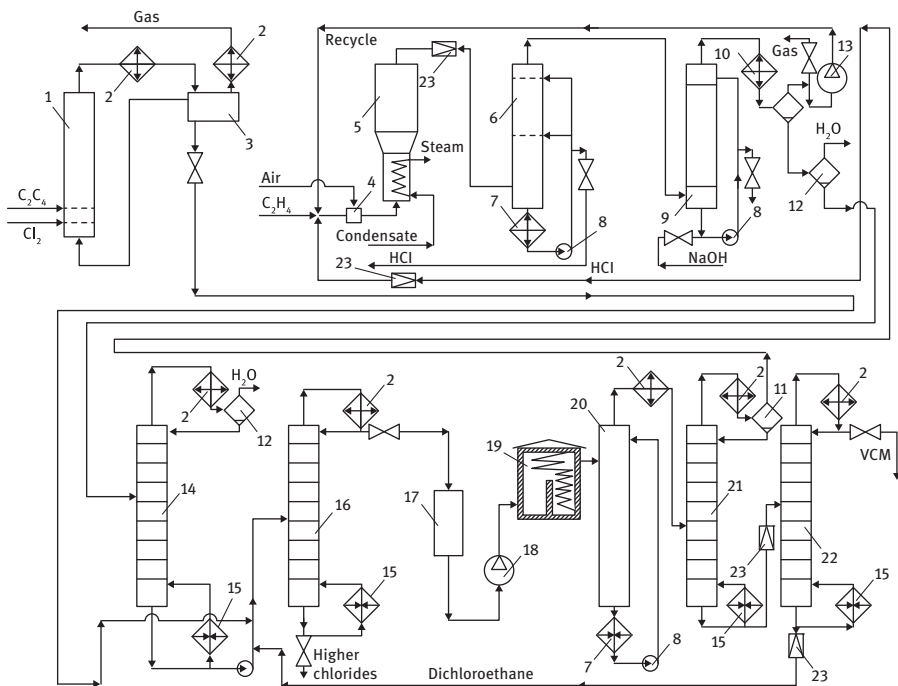 Gas
2
2
1
3
C₂C₄
Cl₂
Recycle
23
5
Steam
Air
4
C₂H₄
Condensate
HCl
23
HCl
6
7
8
10
Gas
13
H₂O
12
9
8
NaOH
2
H₂O
12
14
15
2
16
15
Higher
chlorides
17
18
19
20
2
7
8
Dichloroethane
2
11
21
23
15
2
VCM
22
15
23